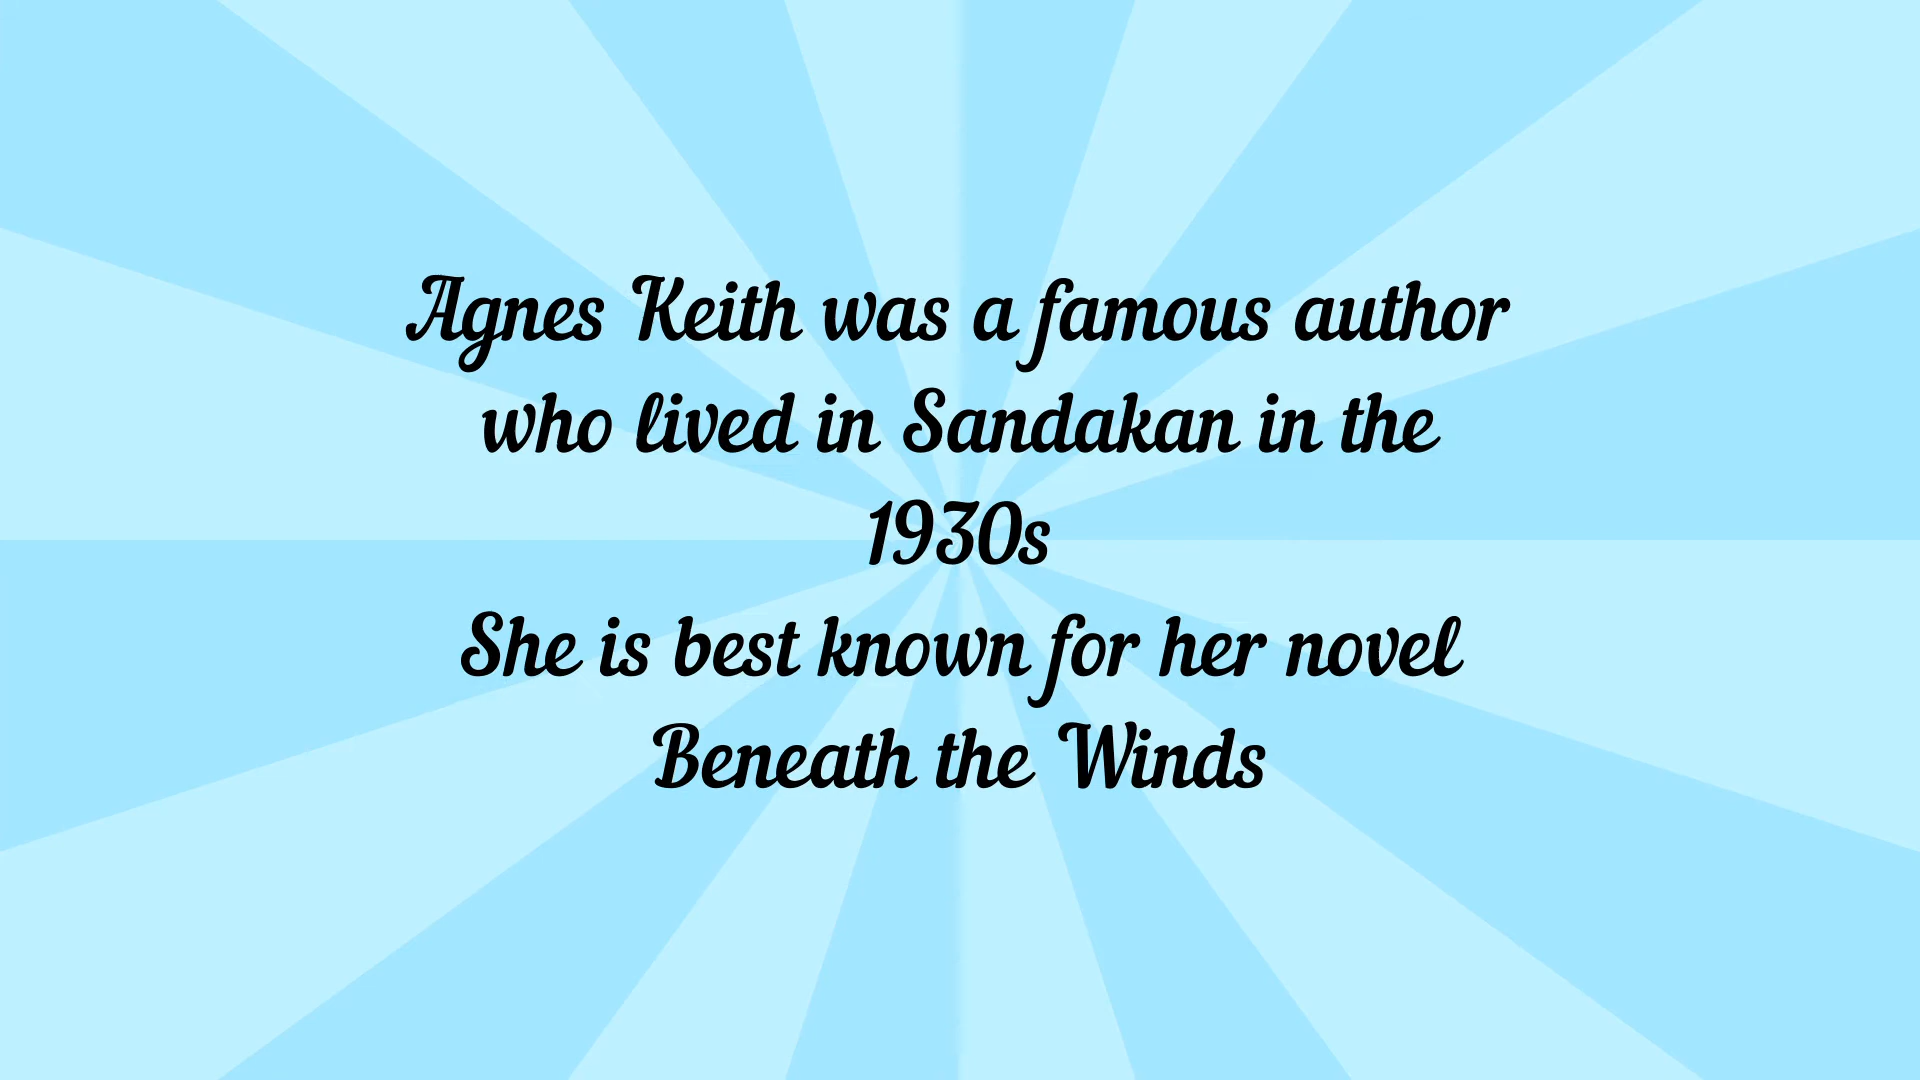 Agnes Keith was a famous author
who lived in Sandakan in the
1930s
She is best known for her novel
Beneath the Winds